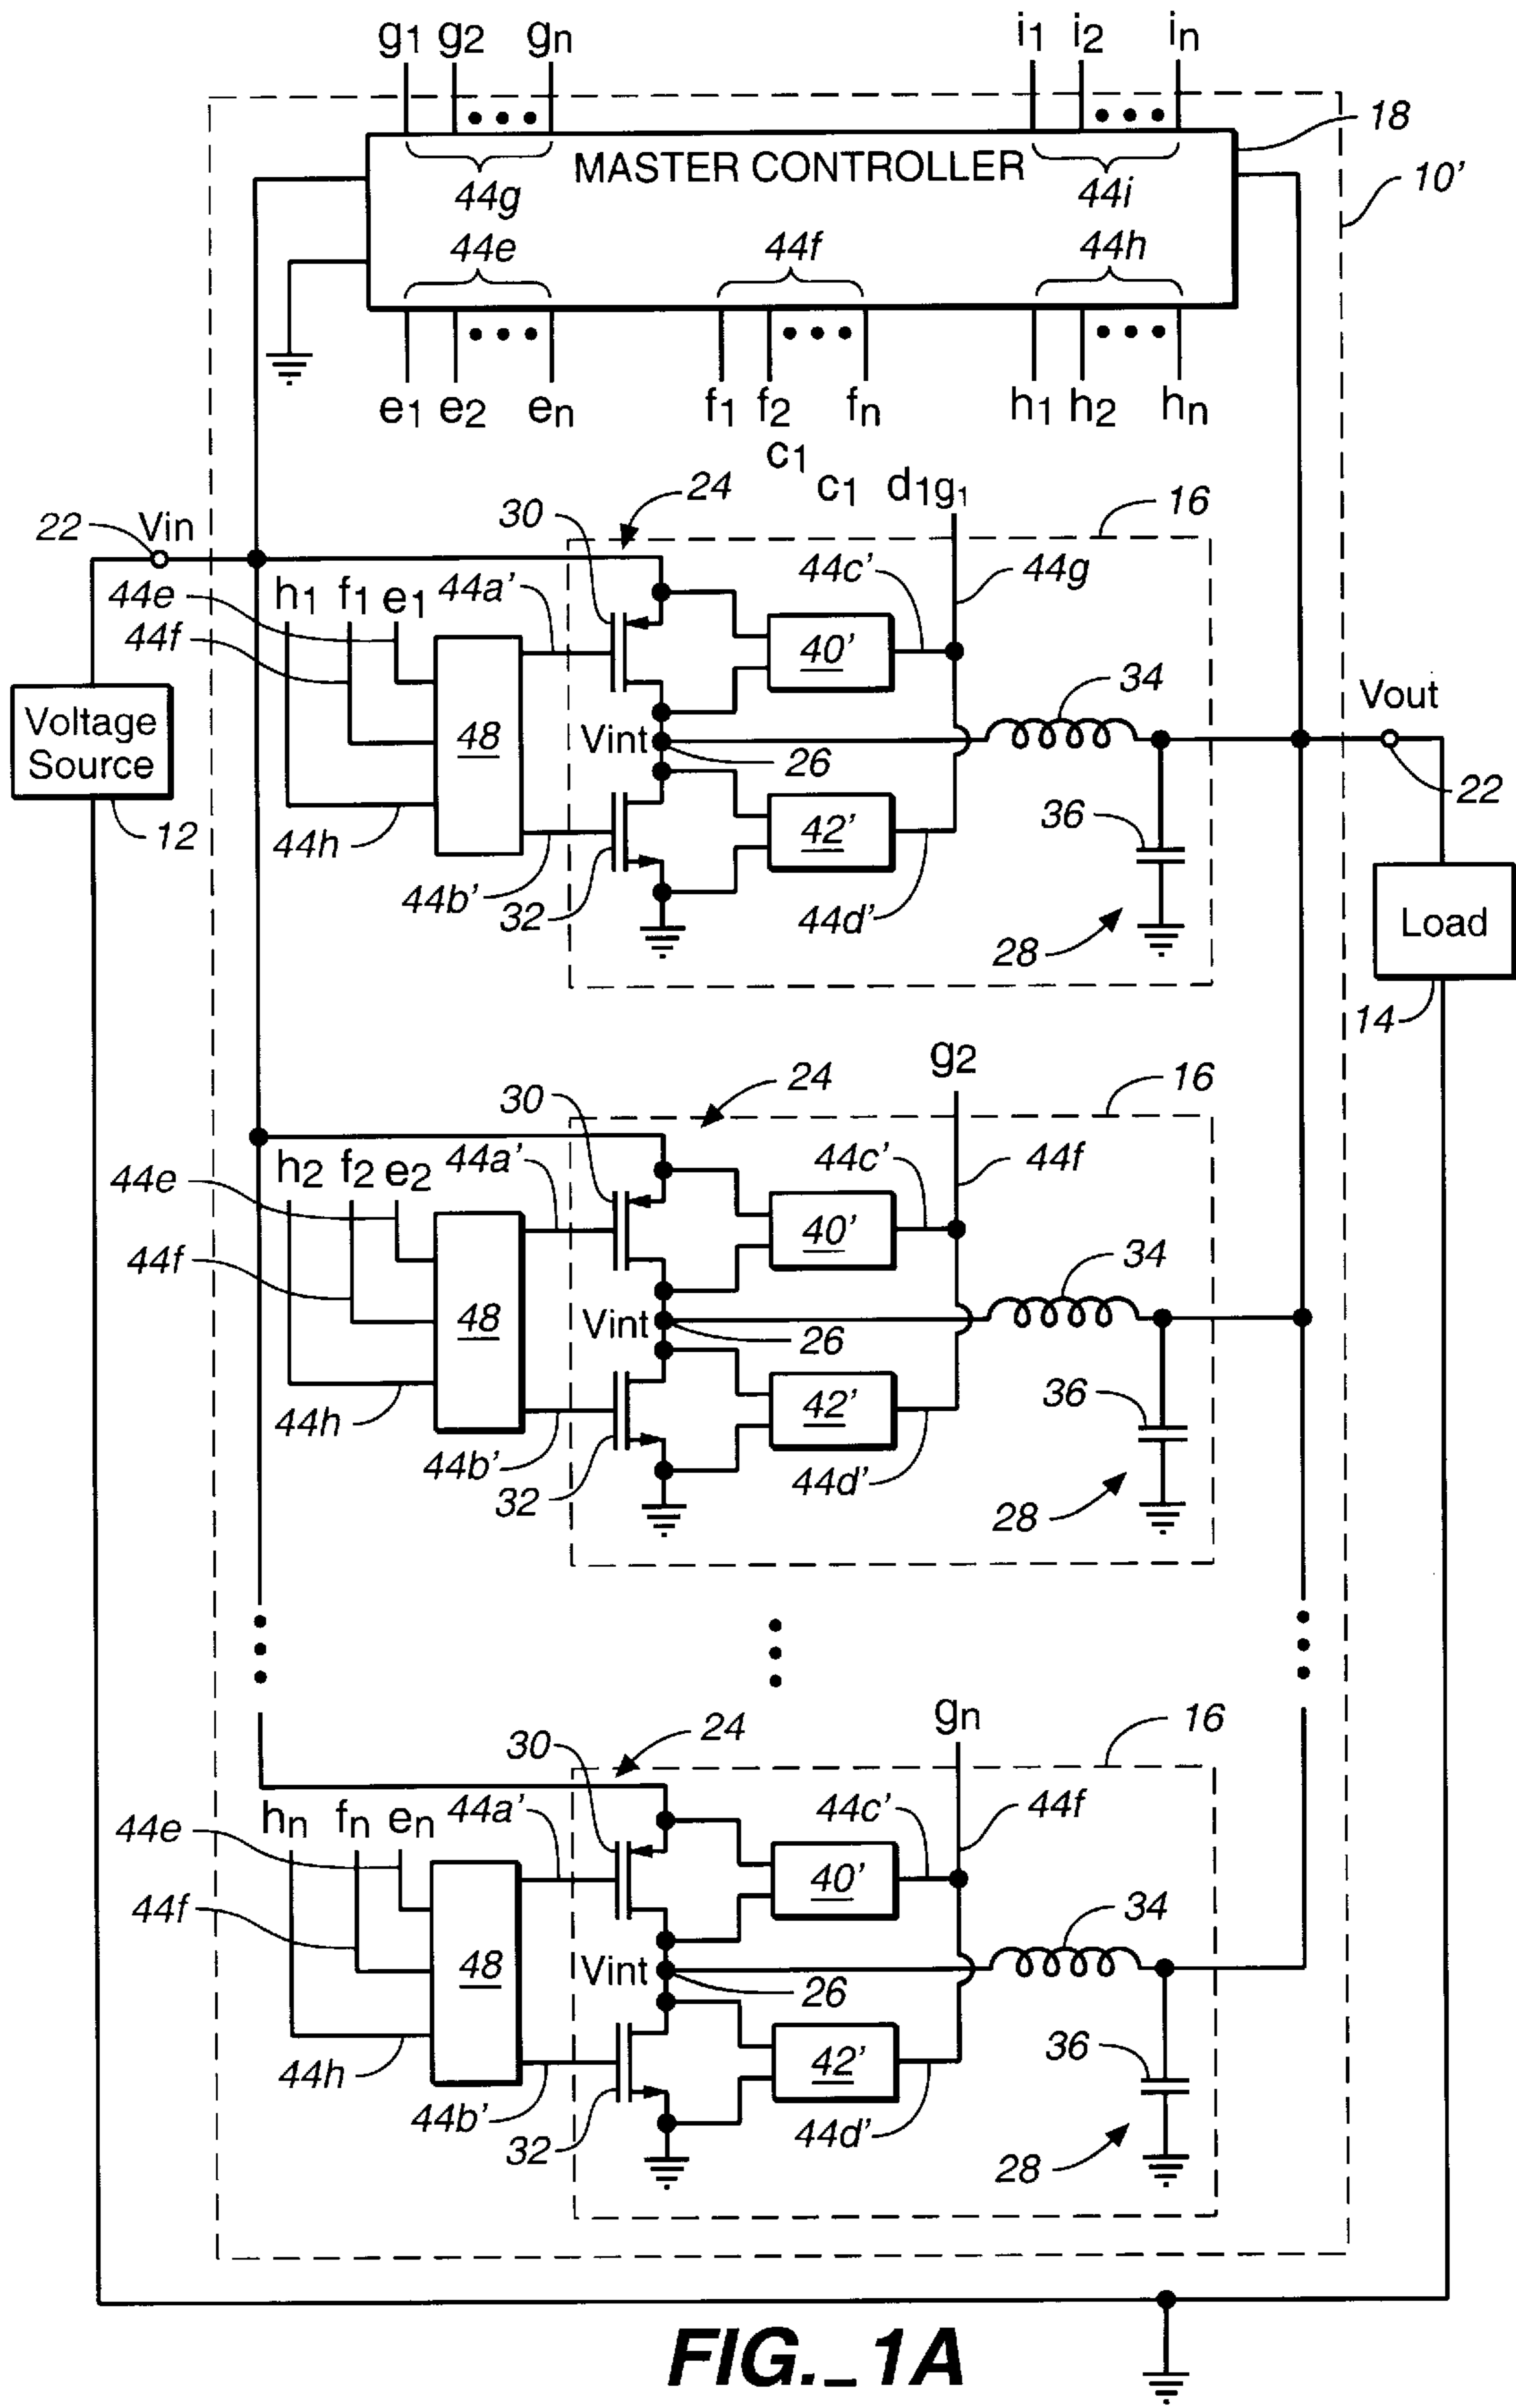 g1 g2 gn i1 i2 in
18
MASTER CONTROLLER
44g 44i
10’
44e 44f 44h
e1 e2 en f1 f2 fn h1 h2 hn
c1
24 c1 d1g1
30 16
22 Vin
44e h1 f1 e1 44a’ 44c’ 44g
44f
40’
34
Vout
Voltage
Source
48
Vint
26
22
12
36
42’
44h
44b’ 32 44d’
28
Load
14
g2
24 16
30
44e h2 f2 e2 44a’ 44c’ 44f
40’
44f
34
48
Vint
26
36
42’
44h
44b’ 44d’
32 28
gn
24 16
30
44e hn fn en 44a’ 44c’ 44f
40’
44f 34
48
Vint
26
36
42’
44h
44b’
32 44d’
28
FIG._1A